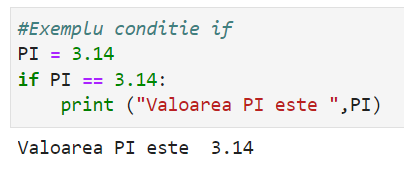 #Exemplu conditie if
PI = 3.14
if PI == 3.14:
    print ("Valoarea PI este ",PI)
Valoarea PI este  3.14